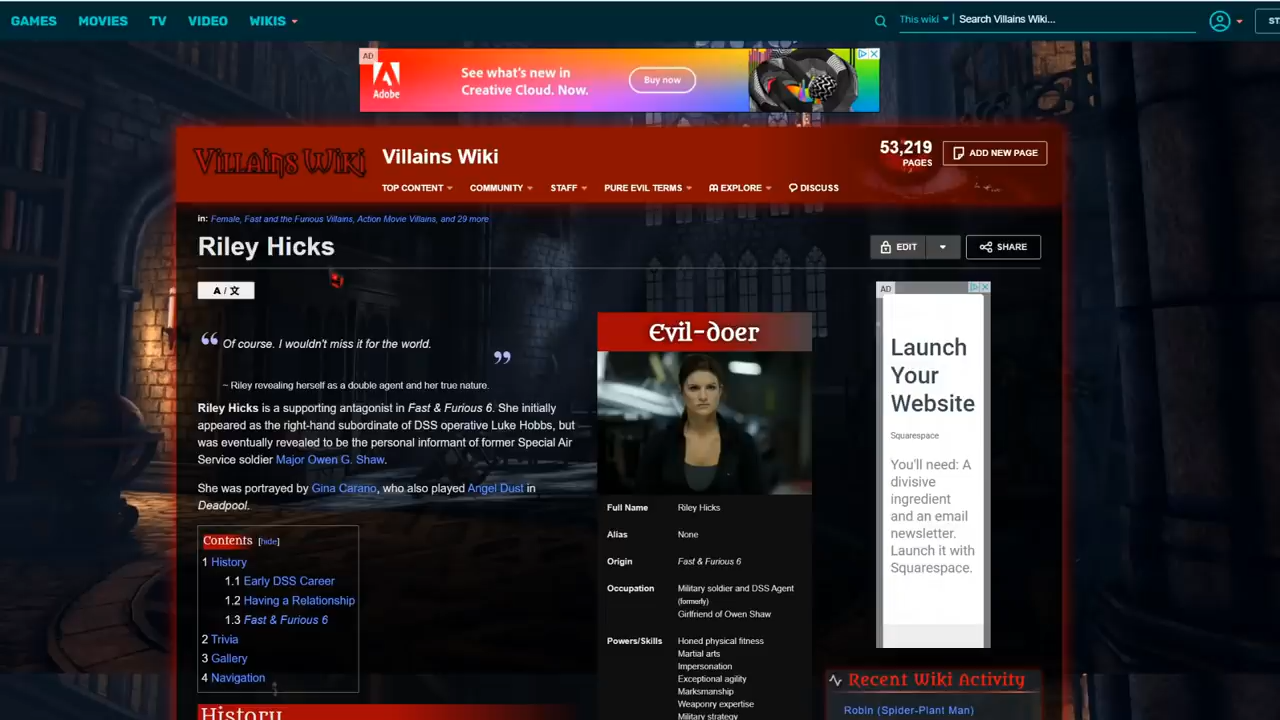 GAMES MOVIES TV VIDEO WIKIS
This wiki Search Villains Wiki...
AD
Adobe
See what's new in
Creative Cloud. Now.
Buy now
Villains Wiki
Villains Wiki
53,219
PAGES
ADD NEW PAGE
TOP CONTENT COMMUNITY STAFF PURE EVIL TERMS EXPLORE DISCUSS
in: Female, Fast and the Furious Villains, Action Movie Villains, and 29 more
Riley Hicks
EDIT
SHARE
A / 文
“ Of course. I wouldn't miss it for the world. ”
~ Riley revealing herself as a double agent and her true nature.
Riley Hicks is a supporting antagonist in Fast & Furious 6. She initially
appeared as the right-hand subordinate of DSS operative Luke Hobbs, but
was eventually revealed to be the personal informant of former Special Air
Service soldier Major Owen G. Shaw.
She was portrayed by Gina Carano, who also played Angel Dust in
Deadpool.
Contents [hide]
1 History
1.1 Early DSS Career
1.2 Having a Relationship
1.3 Fast & Furious 6
2 Trivia
3 Gallery
4 Navigation
History
Evil-doer
Full Name Riley Hicks
Alias None
Origin Fast & Furious 6
Occupation Military soldier and DSS Agent
(formerly)
Girlfriend of Owen Shaw
Powers/Skills Honed physical fitness
Martial arts
Impersonation
Exceptional agility
Marksmanship
Weaponry expertise
Military strategy
AD
Launch
Your
Website
Squarespace
You'll need: A
divisive
ingredient
and an email
newsletter.
Launch it with
Squarespace.
Recent Wiki Activity
Robin (Spider-Plant Man)